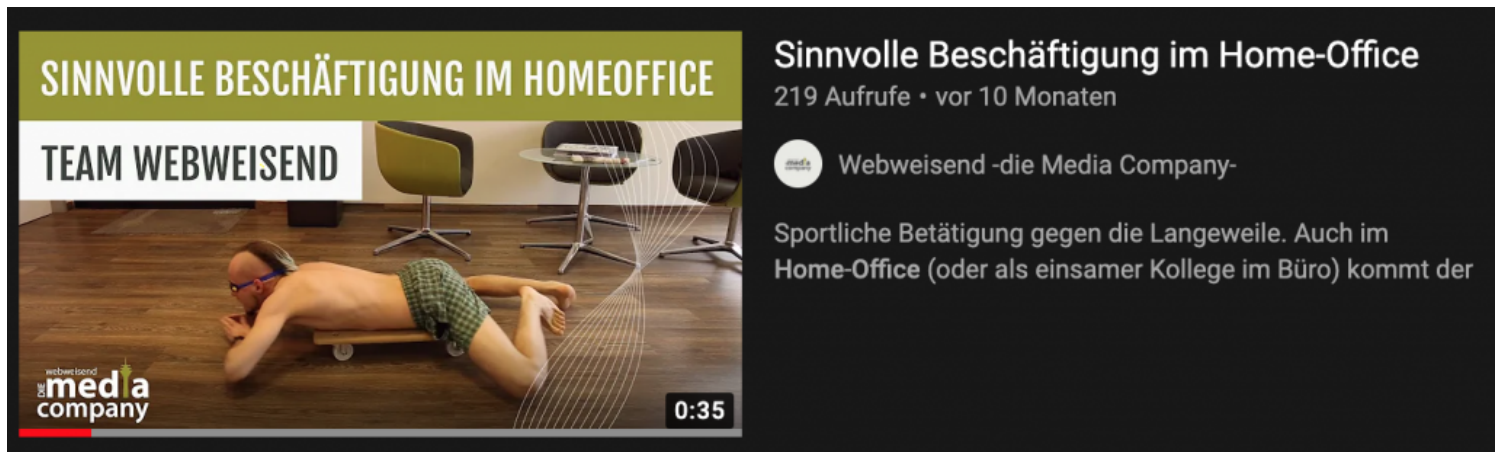 SINNVOLLE BESCHÄFTIGUNG IM HOMEOFFICE
TEAM WEBWEISEND
webweisend
DIE media
company
0:35
Sinnvolle Beschäftigung im Home-Office
219 Aufrufe • vor 10 Monaten
media
company
Webweisend -die Media Company-
Sportliche Betätigung gegen die Langeweile. Auch im
Home-Office (oder als einsamer Kollege im Büro) kommt der